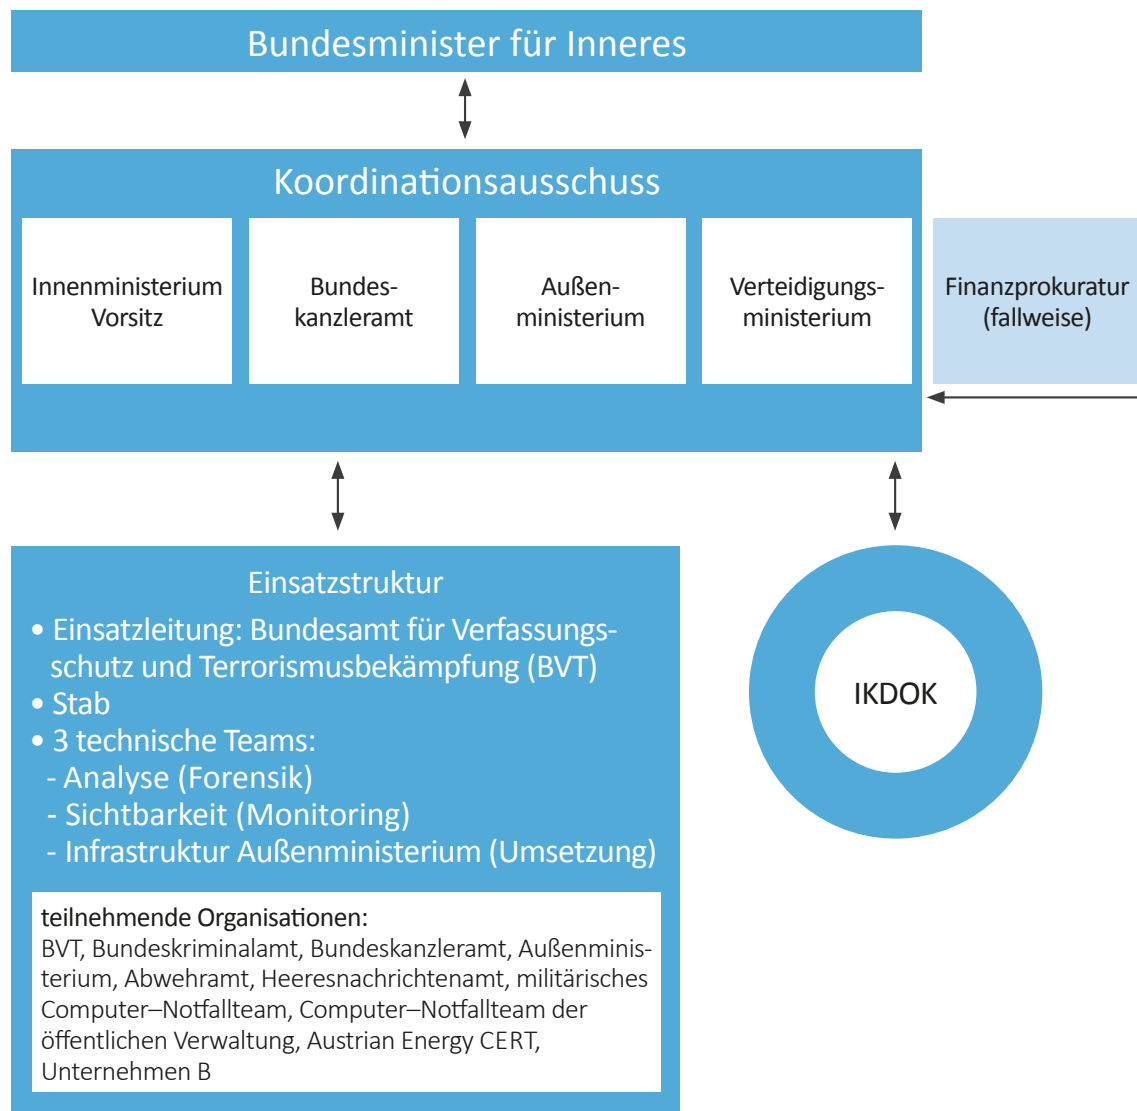 Bundesminister für Inneres
Koordinationsausschuss
Innenministerium
Vorsitz
Bundes-
kanzleramt
Außen-
ministerium
Verteidigungs-
ministerium
Finanzprokuratur
(fallweise)
Einsatzstruktur
• Einsatzleitung: Bundesamt für Verfassungs-
schutz und Terrorismusbekämpfung (BVT)
• Stab
• 3 technische Teams:
- Analyse (Forensik)
- Sichtbarkeit (Monitoring)
- Infrastruktur Außenministerium (Umsetzung)
teilnehmende Organisationen:
BVT, Bundeskriminalamt, Bundeskanzleramt, Außenminis-
terium, Abwehramt, Heeresnachrichtenamt, militärisches
Computer–Notfallteam, Computer–Notfallteam der
öffentlichen Verwaltung, Austrian Energy CERT,
Unternehmen B
IKDOK